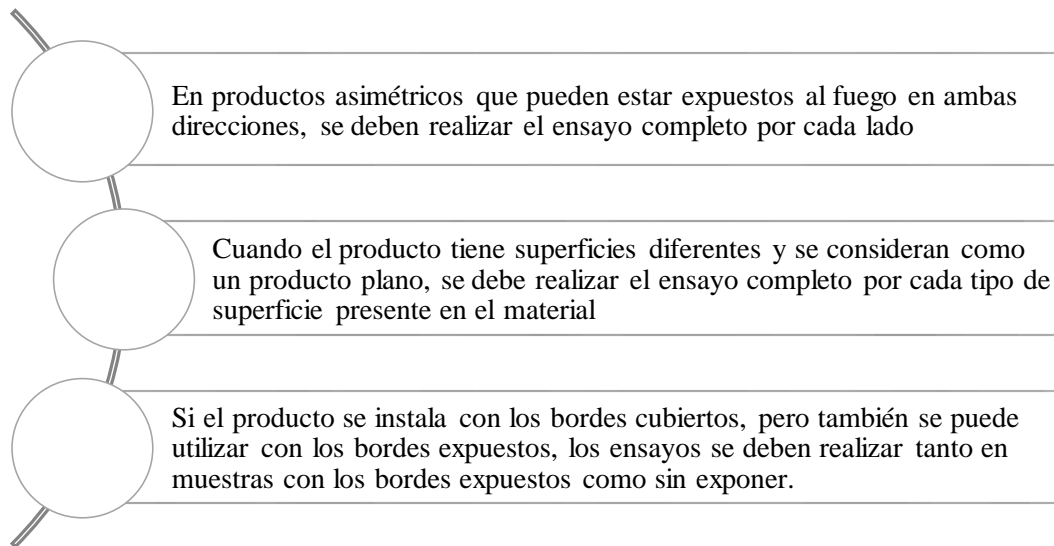 En productos asimétricos que pueden estar expuestos al fuego en ambas
direcciones, se deben realizar el ensayo completo por cada lado
Cuando el producto tiene superficies diferentes y se consideran como
un producto plano, se debe realizar el ensayo completo por cada tipo de
superficie presente en el material
Si el producto se instala con los bordes cubiertos, pero también se puede
utilizar con los bordes expuestos, los ensayos se deben realizar tanto en
muestras con los bordes expuestos como sin exponer.